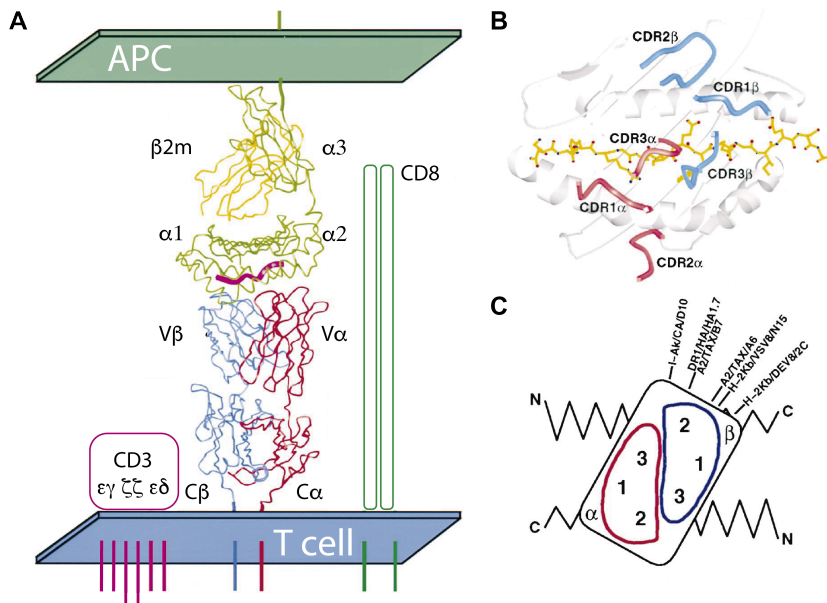 A
APC
β2m
α3
CD8
α1
α2
Vβ
Vα
CD3
εγ ζζ εδ
Cβ
Cα
T cell
B
CDR2β
CDR1β
CDR3α
CDR3β
CDR1α
CDR2α
C
I-Ak/CA/D10
DR1/HA/HA1.7
A2/TAX/B7
A2/TAX/A6
H-2Kb/VSV8/N15
H-2Kb/DEV8/2C
N
C
2
β
3
1
1
3
2
α
C
N